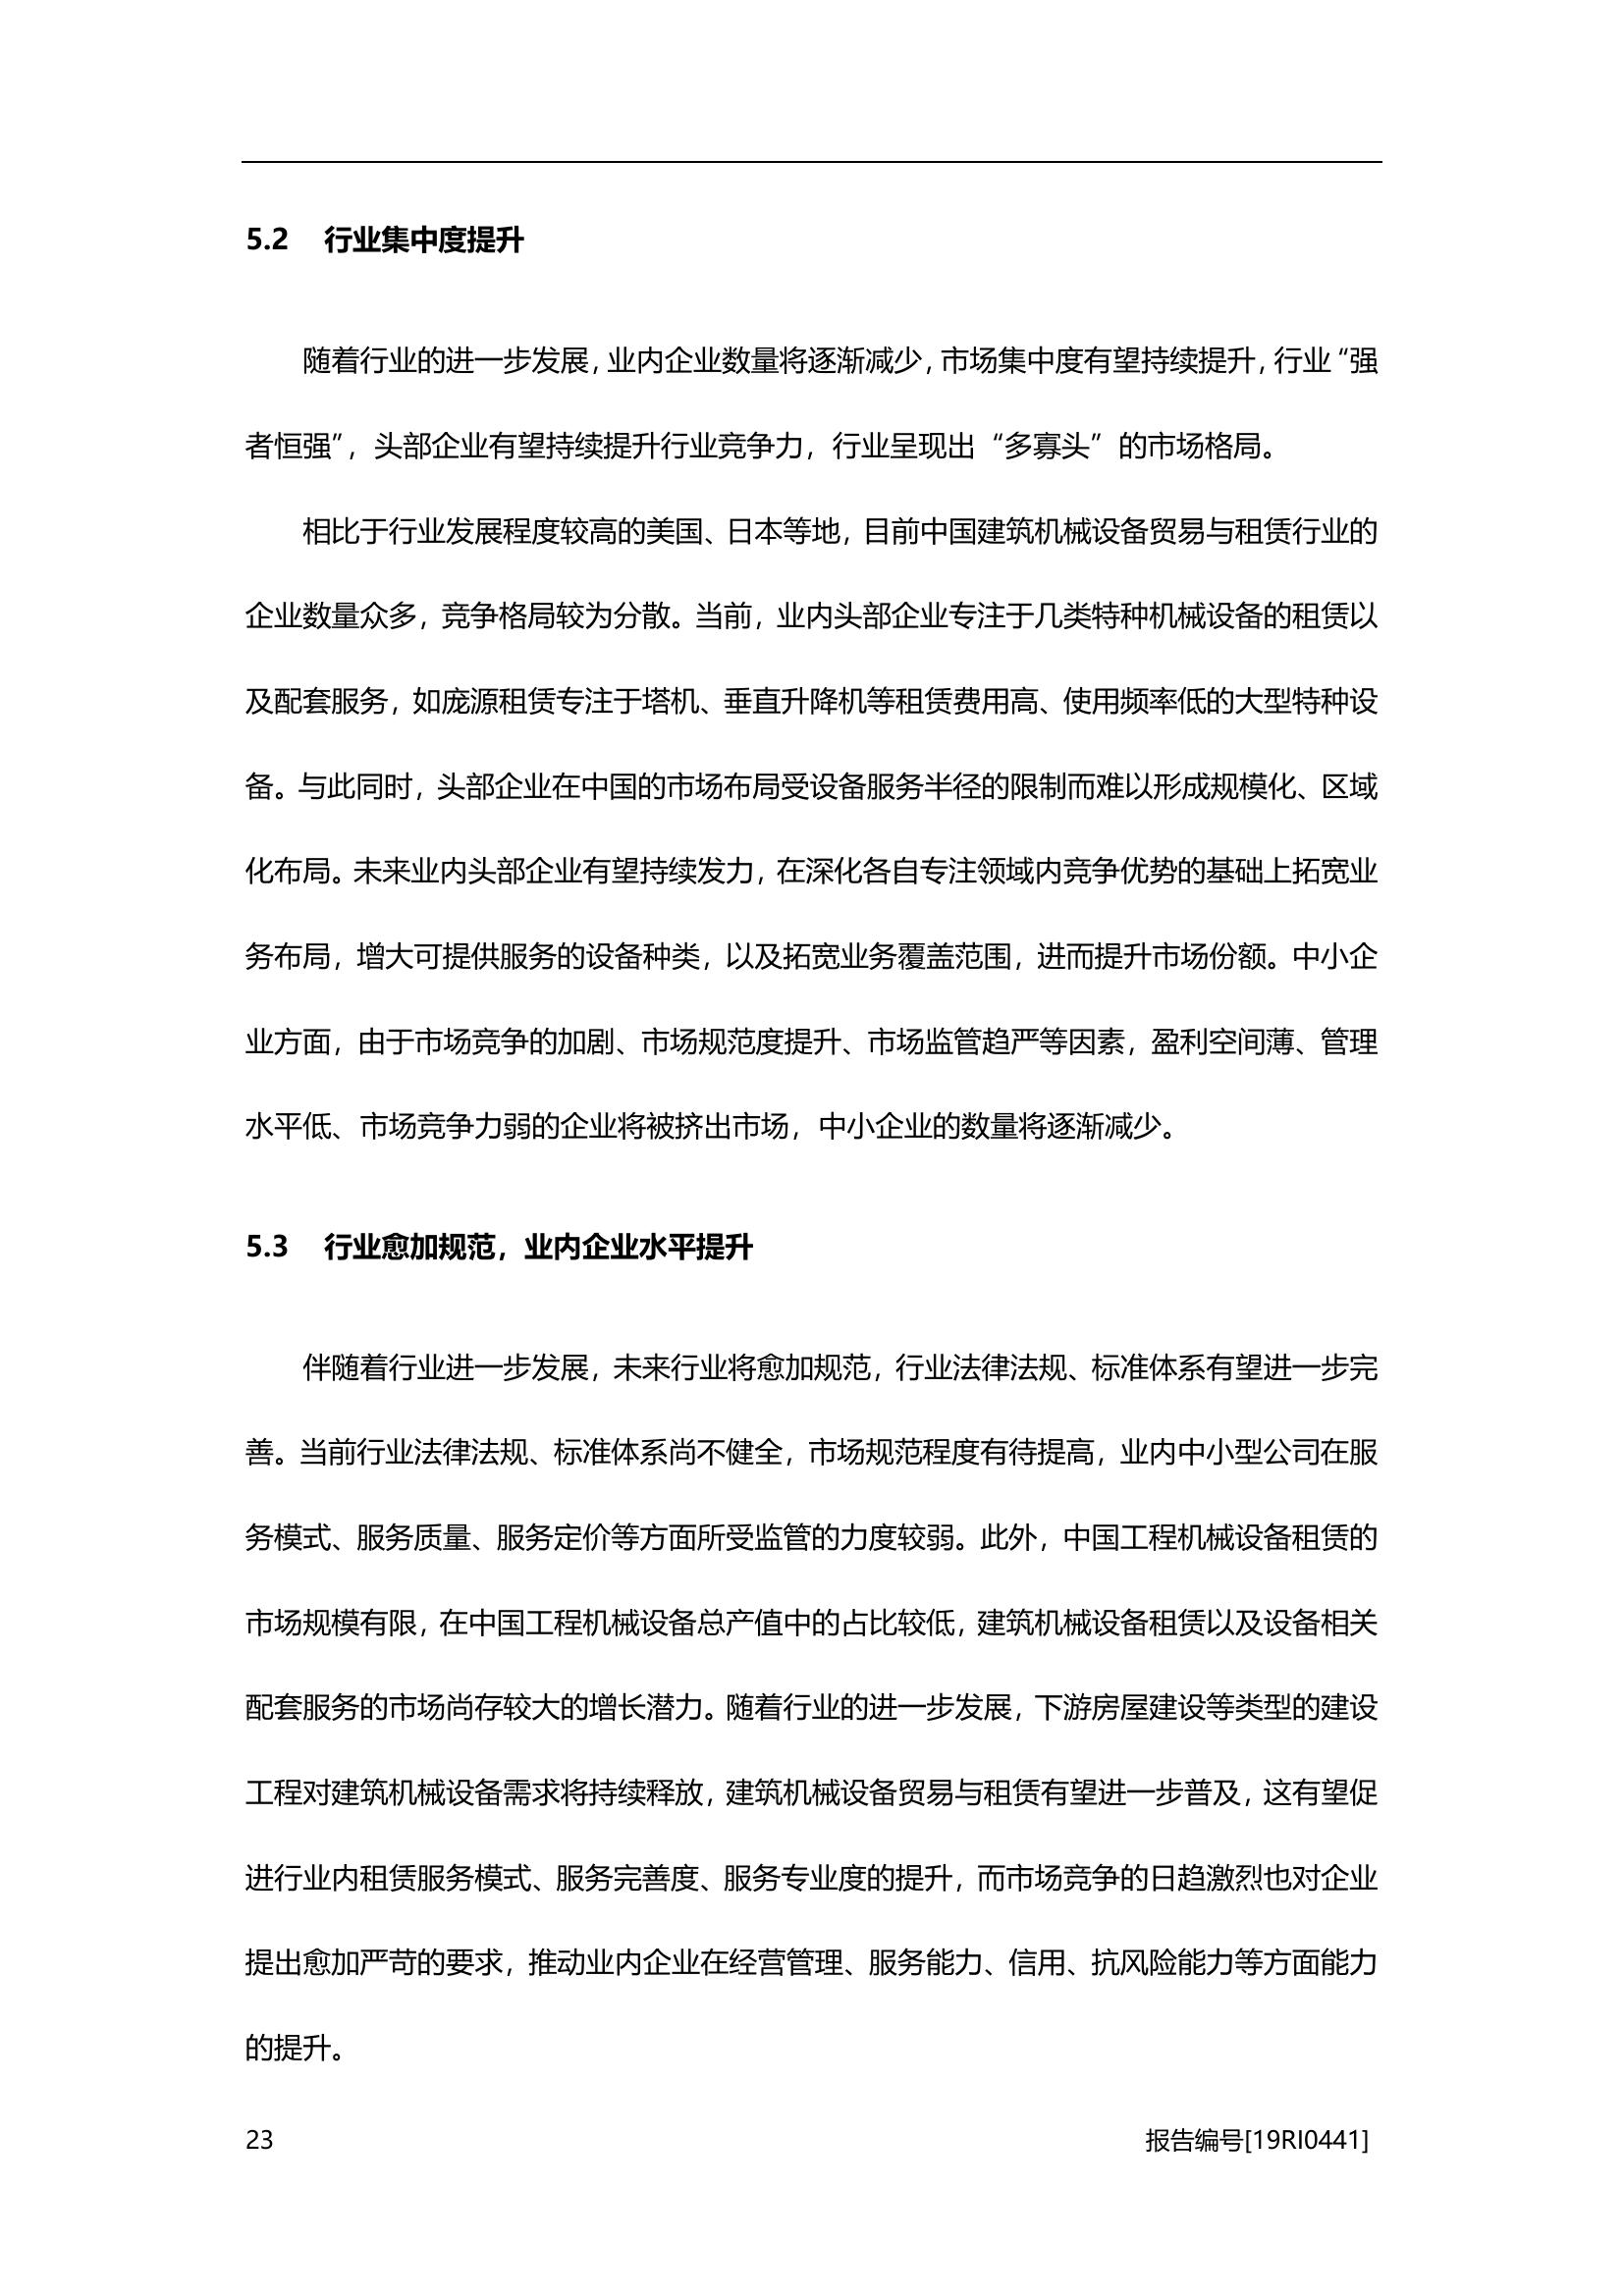 5.2 行业集中度提升
随着行业的进一步发展，业内企业数量将逐渐减少，市场集中度有望持续提升，行业“强
者恒强”，头部企业有望持续提升行业竞争力，行业呈现出“多寡头”的市场格局。
相比于行业发展程度较高的美国、日本等地，目前中国建筑机械设备贸易与租赁行业的
企业数量众多，竞争格局较为分散。当前，业内头部企业专注于几类特种机械设备的租赁以
及配套服务，如庞源租赁专注于塔机、垂直升降机等租赁费用高、使用频率低的大型特种设
备。与此同时，头部企业在中国的市场布局受设备服务半径的限制而难以形成规模化、区域
化布局。未来业内头部企业有望持续发力，在深化各自专注领域内竞争优势的基础上拓宽业
务布局，增大可提供服务的设备种类，以及拓宽业务覆盖范围，进而提升市场份额。中小企
业方面，由于市场竞争的加剧、市场规范度提升、市场监管趋严等因素，盈利空间薄、管理
水平低、市场竞争力弱的企业将被挤出市场，中小企业的数量将逐渐减少。
5.3 行业愈加规范，业内企业水平提升
伴随着行业进一步发展，未来行业将愈加规范，行业法律法规、标准体系有望进一步完
善。当前行业法律法规、标准体系尚不健全，市场规范程度有待提高，业内中小型公司在服
务模式、服务质量、服务定价等方面所受监管的力度较弱。此外，中国工程机械设备租赁的
市场规模有限，在中国工程机械设备总产值中的占比较低，建筑机械设备租赁以及设备相关
配套服务的市场尚存较大的增长潜力。随着行业的进一步发展，下游房屋建设等类型的建设
工程对建筑机械设备需求将持续释放，建筑机械设备贸易与租赁有望进一步普及，这有望促
进行业内租赁服务模式、服务完善度、服务专业度的提升，而市场竞争的日趋激烈也对企业
提出愈加严苛的要求，推动业内企业在经营管理、服务能力、信用、抗风险能力等方面能力
的提升。
23 报告编号[19RI0441]